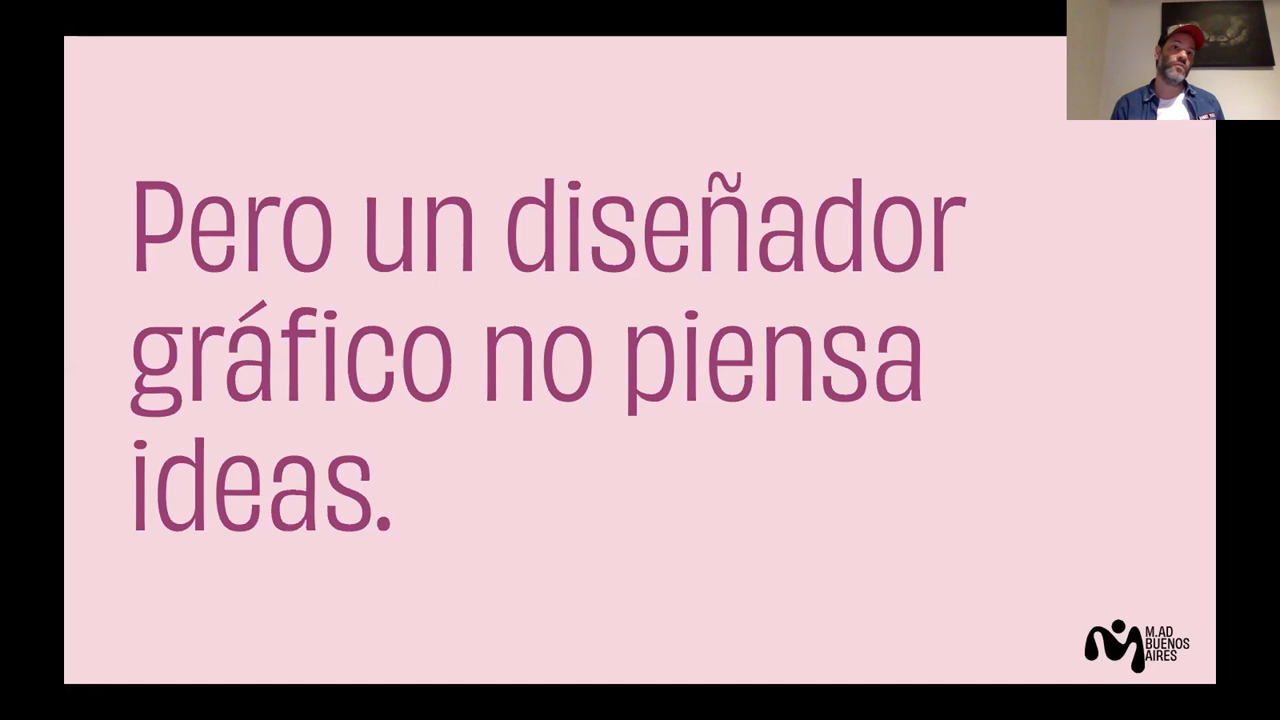 Pero un diseñador
gráfico no piensa
ideas.
M.AD
BUENOS
AIRES